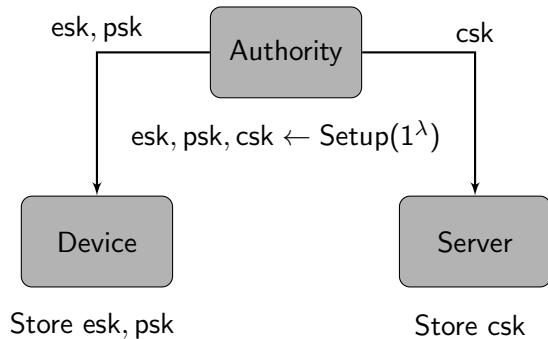 esk, psk
Authority
csk
esk, psk, csk ← Setup(1^λ)
Device
Server
Store esk, psk
Store csk